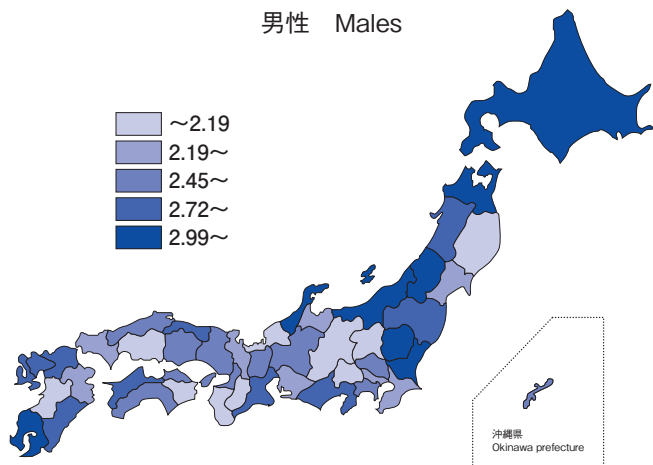 男性 Males
～2.19
2.19～
2.45～
2.72～
2.99～
沖縄県
Okinawa prefecture